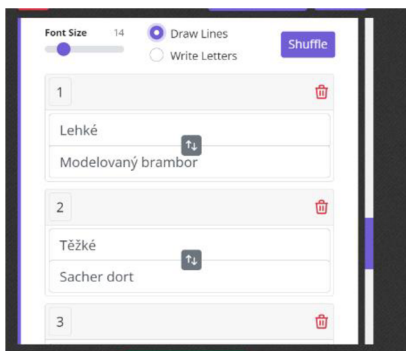 Font Size 14 Draw Lines
Write Letters
Shuffle
1
Lehké
Modelovaný brambor
2
Těžké
Sacher dort
3